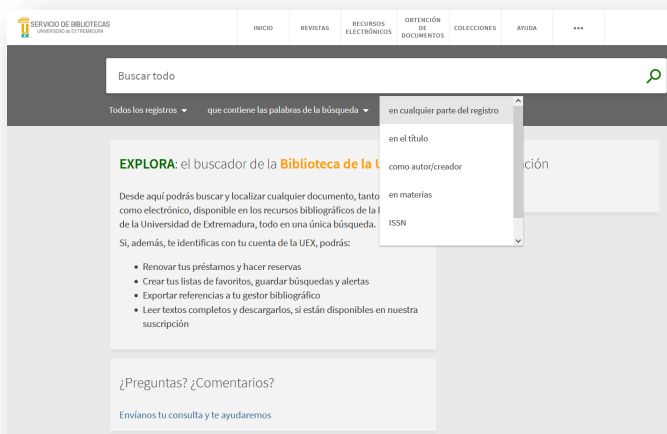 SERVICIO DE BIBLIOTECAS
UNIVERSIDAD DE EXTREMADURA
INICIO
REVISTAS
RECURSOS
ELECTRÓNICOS
OBTENCIÓN
DE
DOCUMENTOS
COLECCIONES
AYUDA
•••
Buscar todo
Todos los registros
que contiene las palabras de la búsqueda
en cualquier parte del registro
en el título
como autor/creador
en materias
ISSN
EXPLORA: el buscador de la Biblioteca de la U
Desde aquí podrás buscar y localizar cualquier documento, tanto
como electrónico, disponible en los recursos bibliográficos de la
de la Universidad de Extremadura, todo en una única búsqueda.
Si, además, te identificas con tu cuenta de la UEX, podrás:
• Renovar tus préstamos y hacer reservas
• Crear tus listas de favoritos, guardar búsquedas y alertas
• Exportar referencias a tu gestor bibliográfico
• Leer textos completos y descargarlos, si están disponibles en nuestra
suscripción
¿Preguntas? ¿Comentarios?
Envíanos tu consulta y te ayudaremos